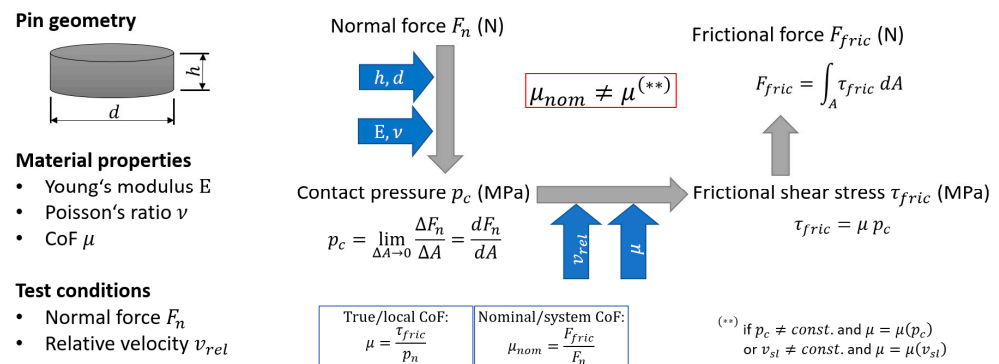 Pin geometry
h
d
Material properties
• Young's modulus E
• Poisson's ratio ν
• CoF μ
Test conditions
• Normal force F_n
• Relative velocity v_rel
Normal force F_n (N)
h, d
E, ν
Contact pressure p_c (MPa)
p_c = lim_{ΔA→0} ΔF_n/ΔA = dF_n/dA
μ_nom ≠ μ^(**)
v_rel
μ
Frictional force F_fric (N)
F_fric = ∫_A τ_fric dA
Frictional shear stress τ_fric (MPa)
τ_fric = μ p_c
True/local CoF:
μ = τ_fric/p_n
Nominal/system CoF:
μ_nom = F_fric/F_n
(**) if p_c ≠ const. and μ = μ(p_c)
or v_sl ≠ const. and μ = μ(v_sl)